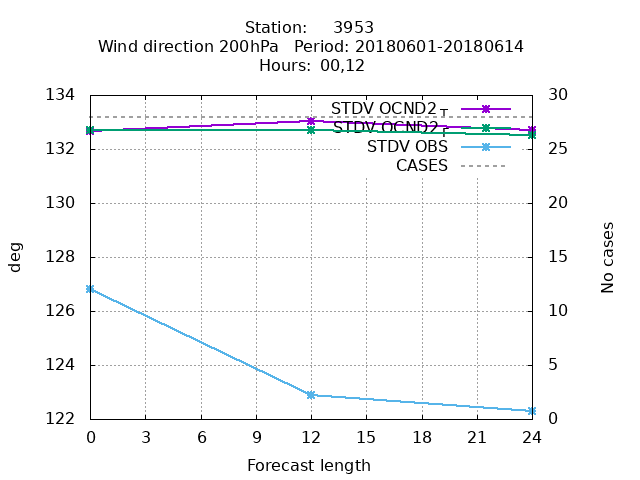 Station:     3953
Wind direction 200hPa   Period: 20180601-20180614
Hours:  00,12
134
132
130
128
126
124
122
deg
30
25
20
15
10
5
0
No cases
STDV OCND2
STDV OCND2
STDV OBS
CASES
0 3 6 9 12 15 18 21 24
Forecast length